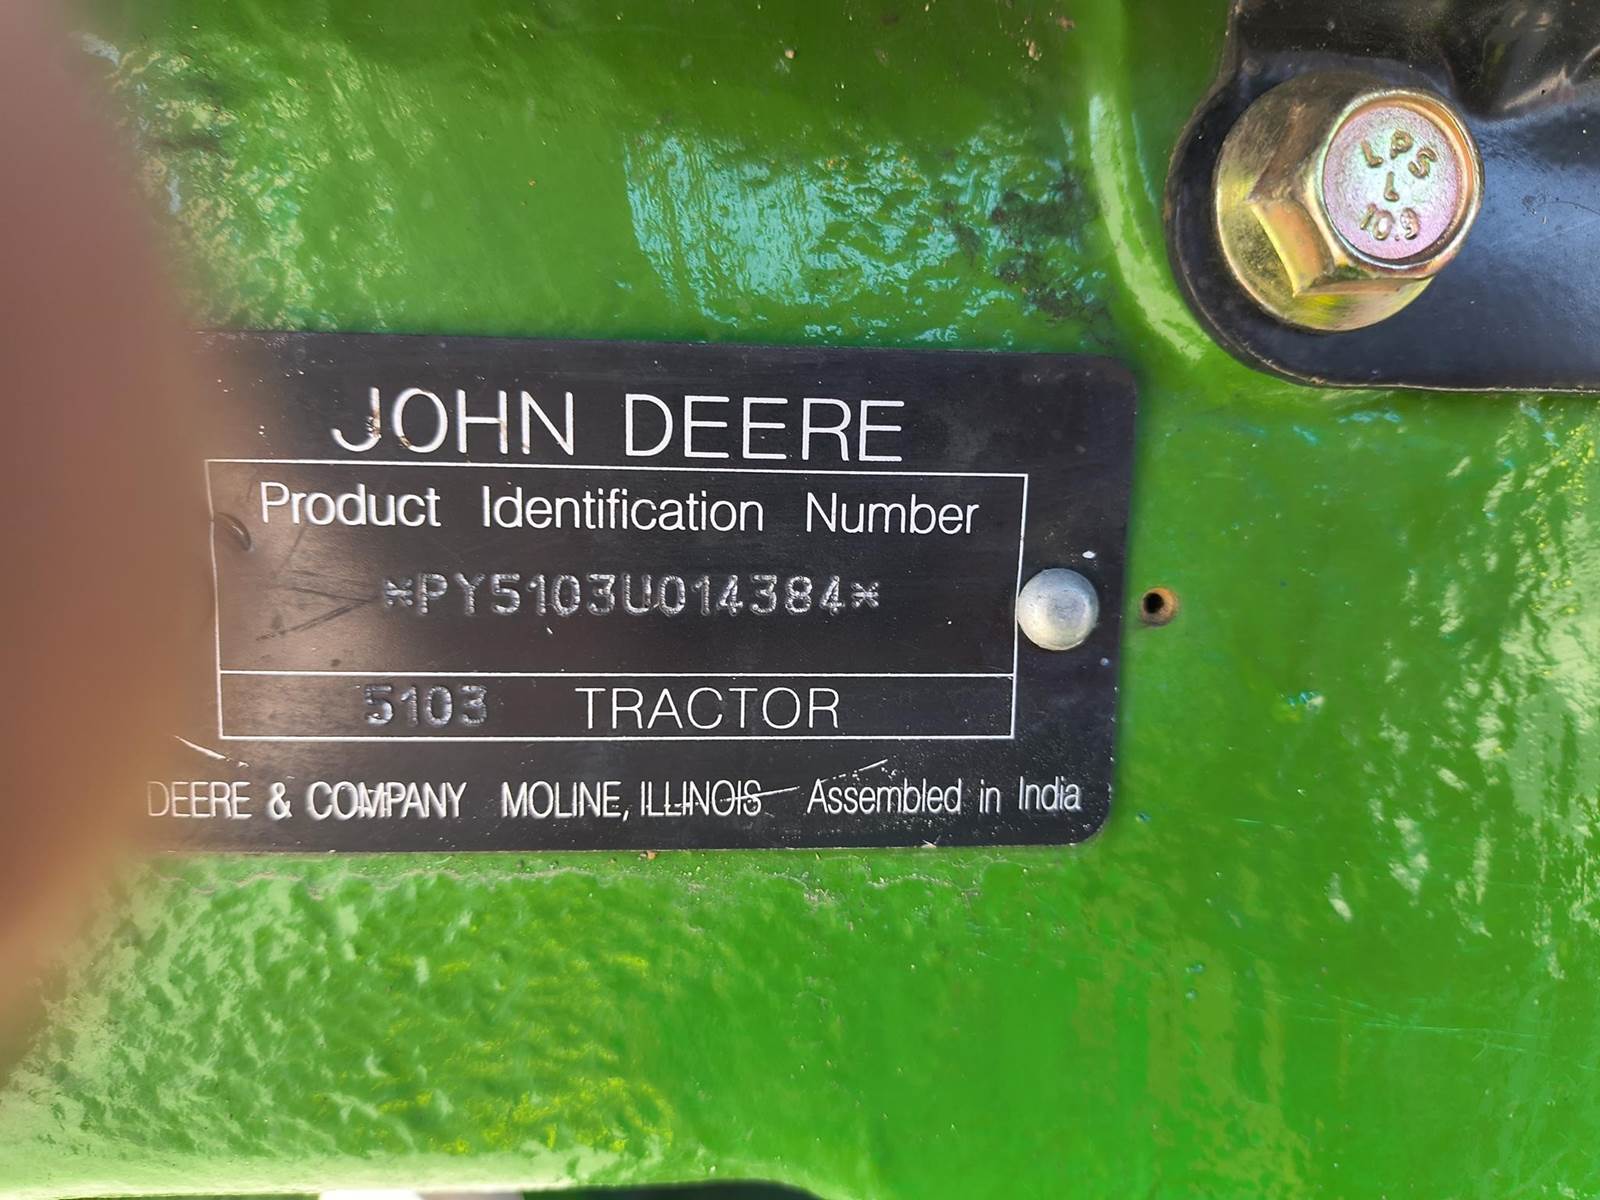 LPS
L
10.9
JOHN DEERE
Product Identification Number
*PY5103U014384*
5103 TRACTOR
DEERE & COMPANY MOLINE, ILLINOIS Assembled in India